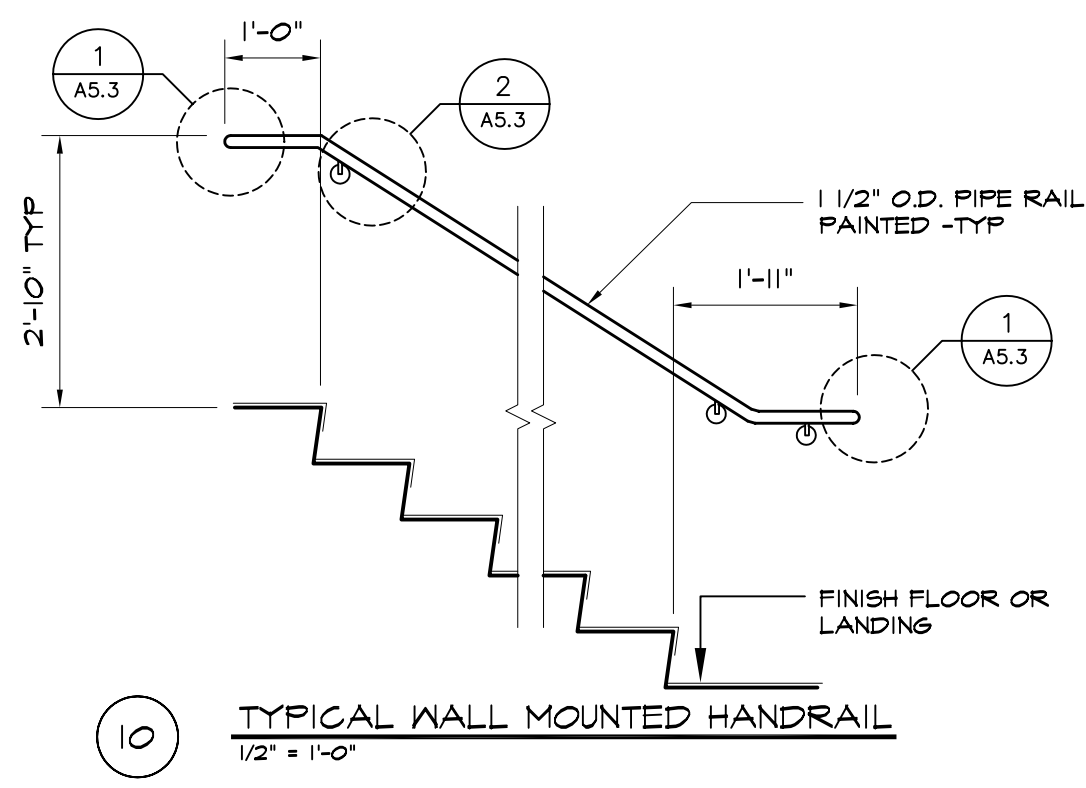 1'-0"
1
A5.3
2
A5.3
2'-10" TYP
1 1/2" O.D. PIPE RAIL
PAINTED -TYP
1'-11"
1
A5.3
FINISH FLOOR OR
LANDING
10
TYPICAL WALL MOUNTED HANDRAIL
1/2" = 1'-0"